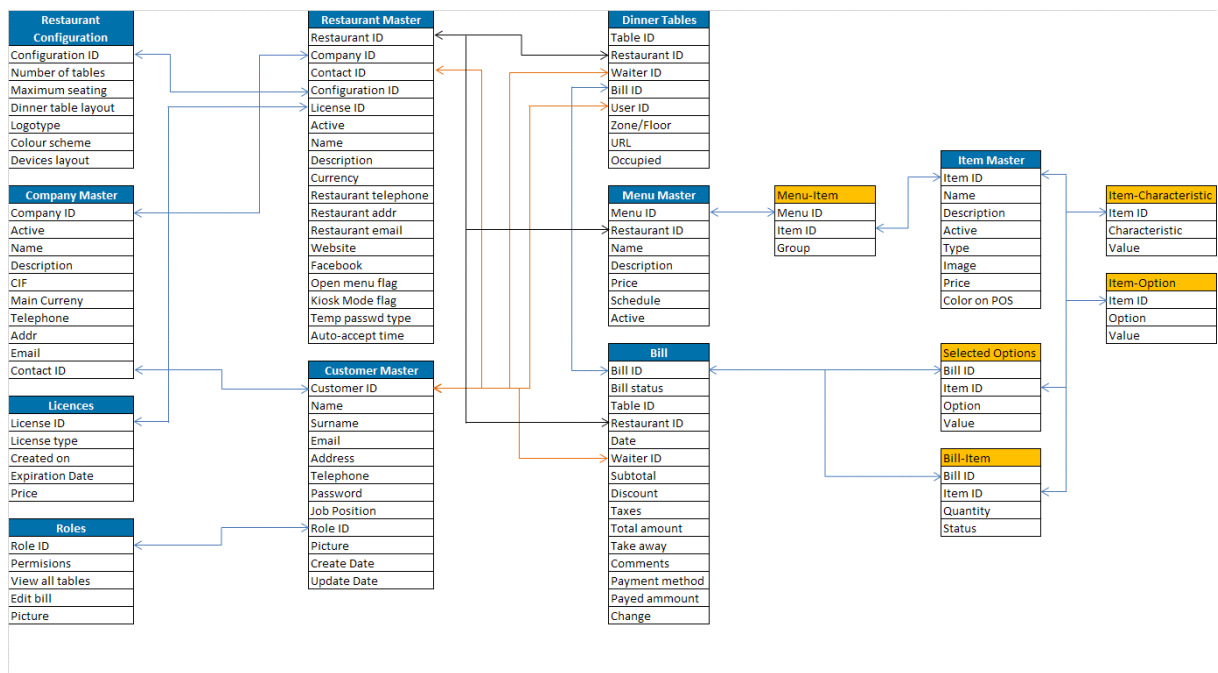 Restaurant
Configuration
Configuration ID
Number of tables
Maximum seating
Dinner table layout
Logotype
Colour scheme
Devices layout
Company Master
Company ID
Active
Name
Description
CIF
Main Curreny
Telephone
Addr
Email
Contact ID
Licences
License ID
License type
Created on
Expiration Date
Price
Roles
Role ID
Permisions
View all tables
Edit bill
Picture
Restaurant Master
Restaurant ID
Company ID
Contact ID
Configuration ID
License ID
Active
Name
Description
Currency
Restaurant telephone
Restaurant addr
Restaurant email
Website
Facebook
Open menu flag
Kiosk Mode flag
Temp passwd type
Auto-accept time
Customer Master
Customer ID
Name
Surname
Email
Address
Telephone
Password
Job Position
Role ID
Picture
Create Date
Update Date
Dinner Tables
Table ID
Restaurant ID
Waiter ID
Bill ID
User ID
Zone/Floor
URL
Occupied
Menu Master
Menu ID
Restaurant ID
Name
Description
Price
Schedule
Active
Bill
Bill ID
Bill status
Table ID
Restaurant ID
Date
Waiter ID
Subtotal
Discount
Taxes
Total amount
Take away
Comments
Payment method
Payed ammount
Change
Menu-Item
Menu ID
Item ID
Group
Item Master
Item ID
Name
Description
Active
Type
Image
Price
Color on POS
Selected Options
Bill ID
Item ID
Option
Value
Bill-Item
Bill ID
Item ID
Quantity
Status
Item-Characteristic
Item ID
Characteristic
Value
Item-Option
Item ID
Option
Value